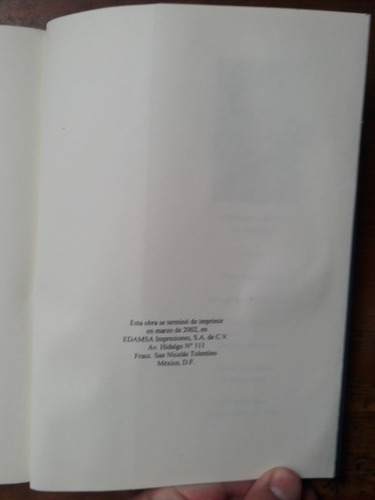 Esta obra se terminó de imprimir
en marzo de 2002, en
EDAMSA Impresiones, S.A. de C.V.
Av. Hidalgo Nº 111
Fracc. San Nicolás Tolentino
México, D.F.